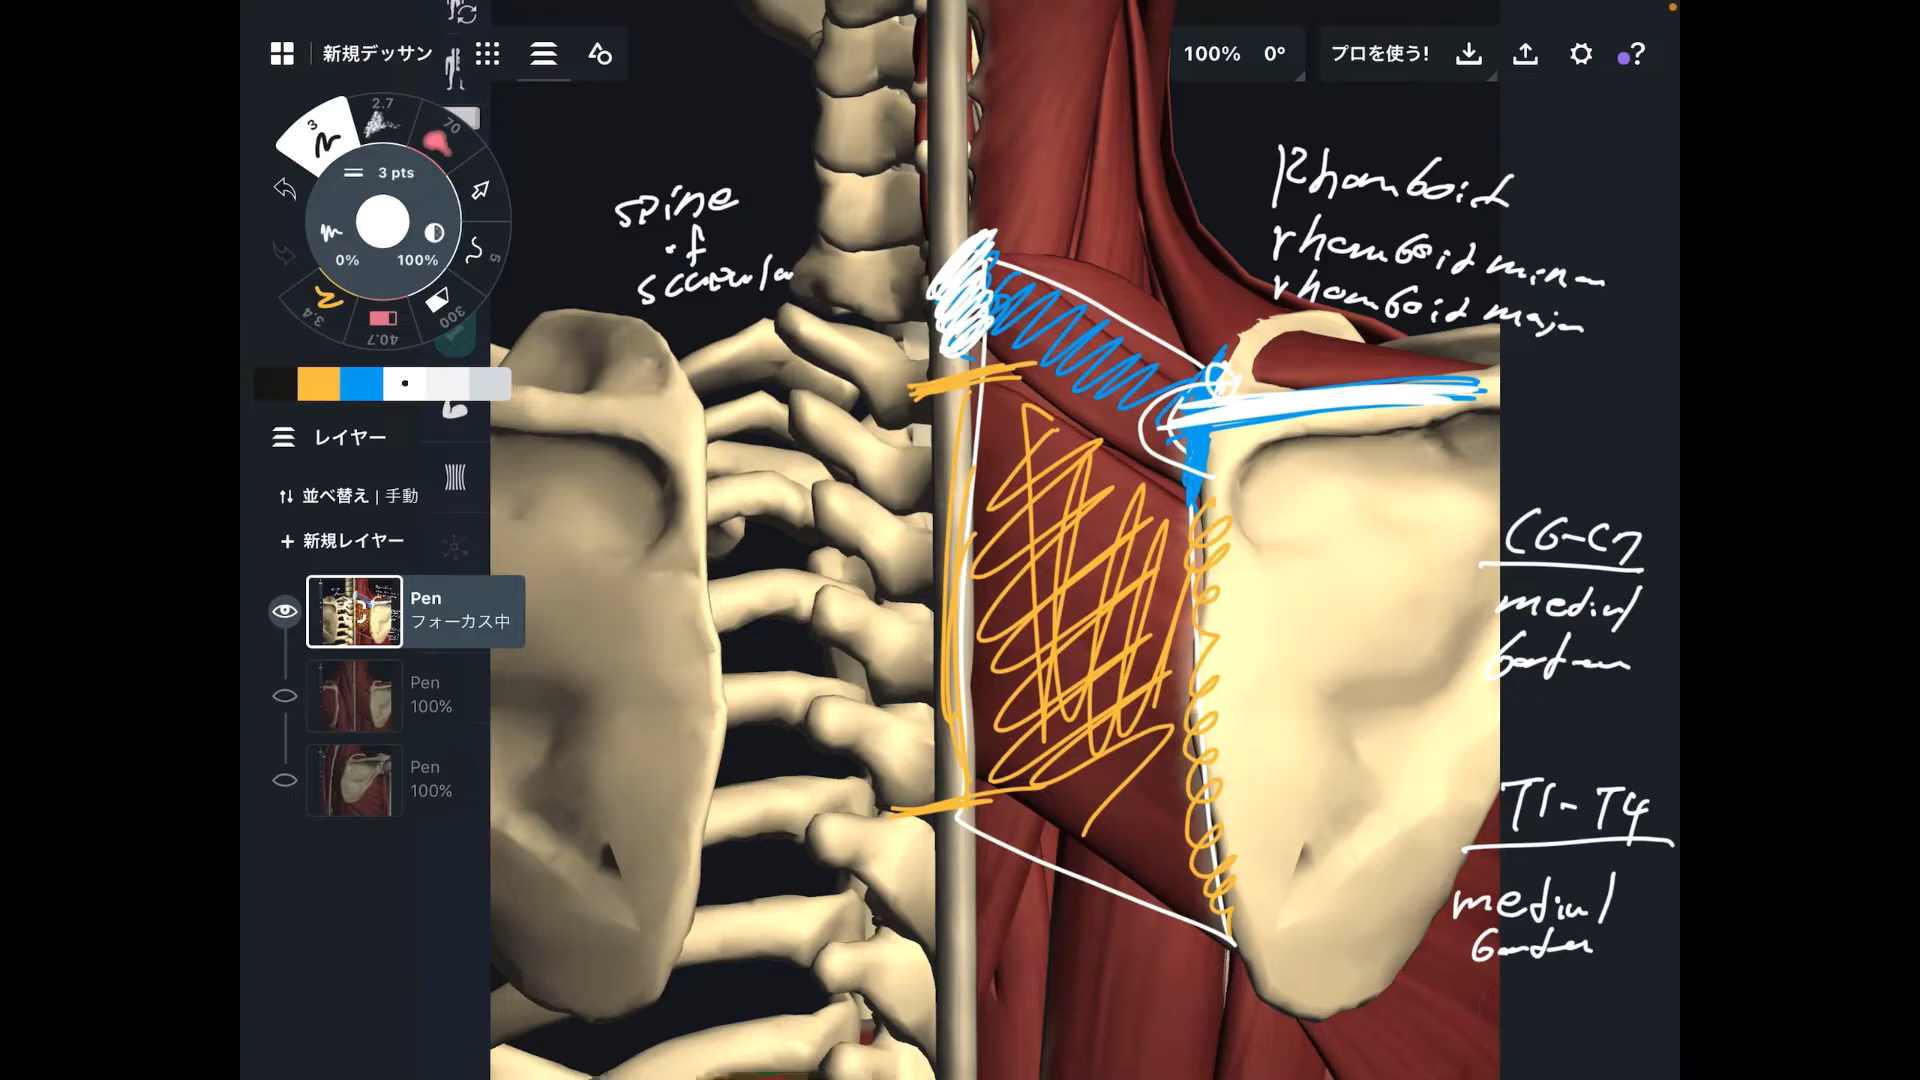 新規デッサン
100% 0°
プロを使う!
?
2.7
70
3
3 pts
5
0% 100%
300
40.7
3.4
レイヤー
並べ替え | 手動
+ 新規レイヤー
Pen
フォーカス中
Pen
100%
Pen
100%
spine
of
scapula
Rhomboid
rhomboid minor
rhomboid major
C6-C7
medial
border
T1-T4
medial
border